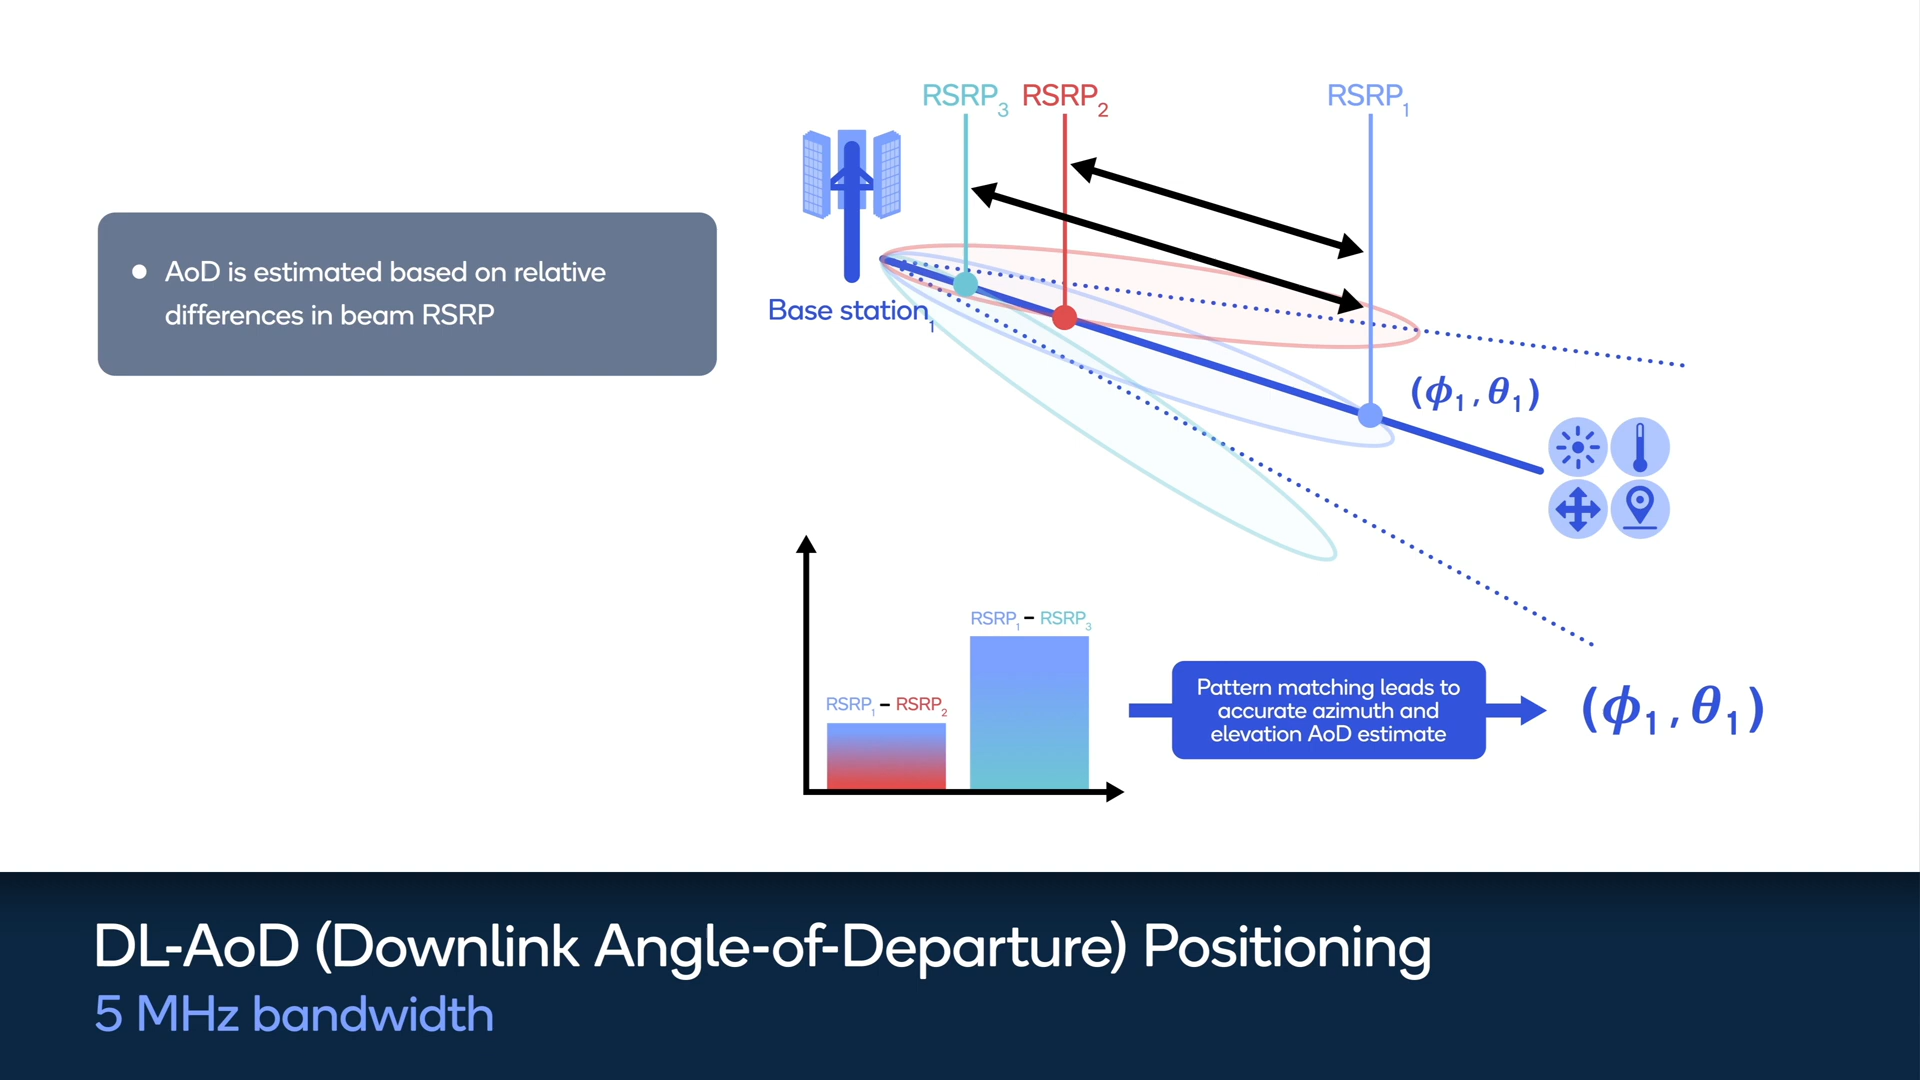 RSRP₃ RSRP₂ RSRP₁
● AoD is estimated based on relative
differences in beam RSRP
Base station₁
(ϕ₁, θ₁)
RSRP₁ – RSRP₃
RSRP₁ – RSRP₂
Pattern matching leads to
accurate azimuth and
elevation AoD estimate
(ϕ₁, θ₁)
DL-AoD (Downlink Angle-of-Departure) Positioning
5 MHz bandwidth